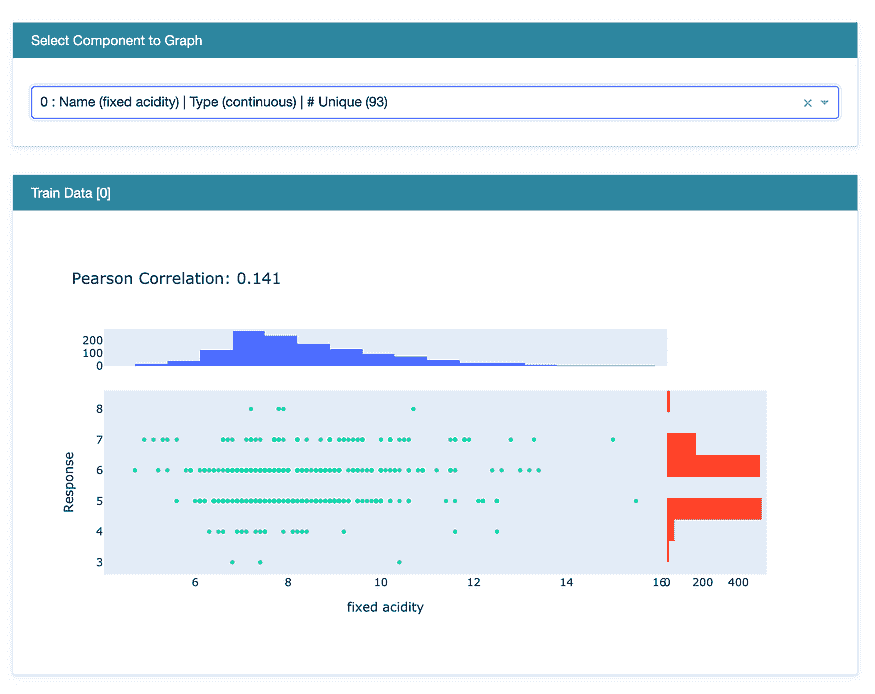 Select Component to Graph
0 : Name (fixed acidity) | Type (continuous) | # Unique (93)
Train Data [0]
Pearson Correlation: 0.141
200
100
0
8
7
6
5
4
3
Response
6 8 10 12 14 16 0 200 400
fixed acidity